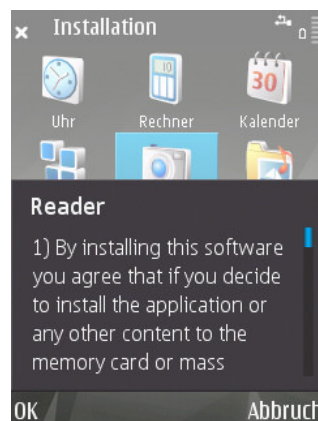 Installation
30
Uhr
Rechner
Kalender
Reader
1) By installing this software
you agree that if you decide
to install the application or
any other content to the
memory card or mass
OK
Abbruch